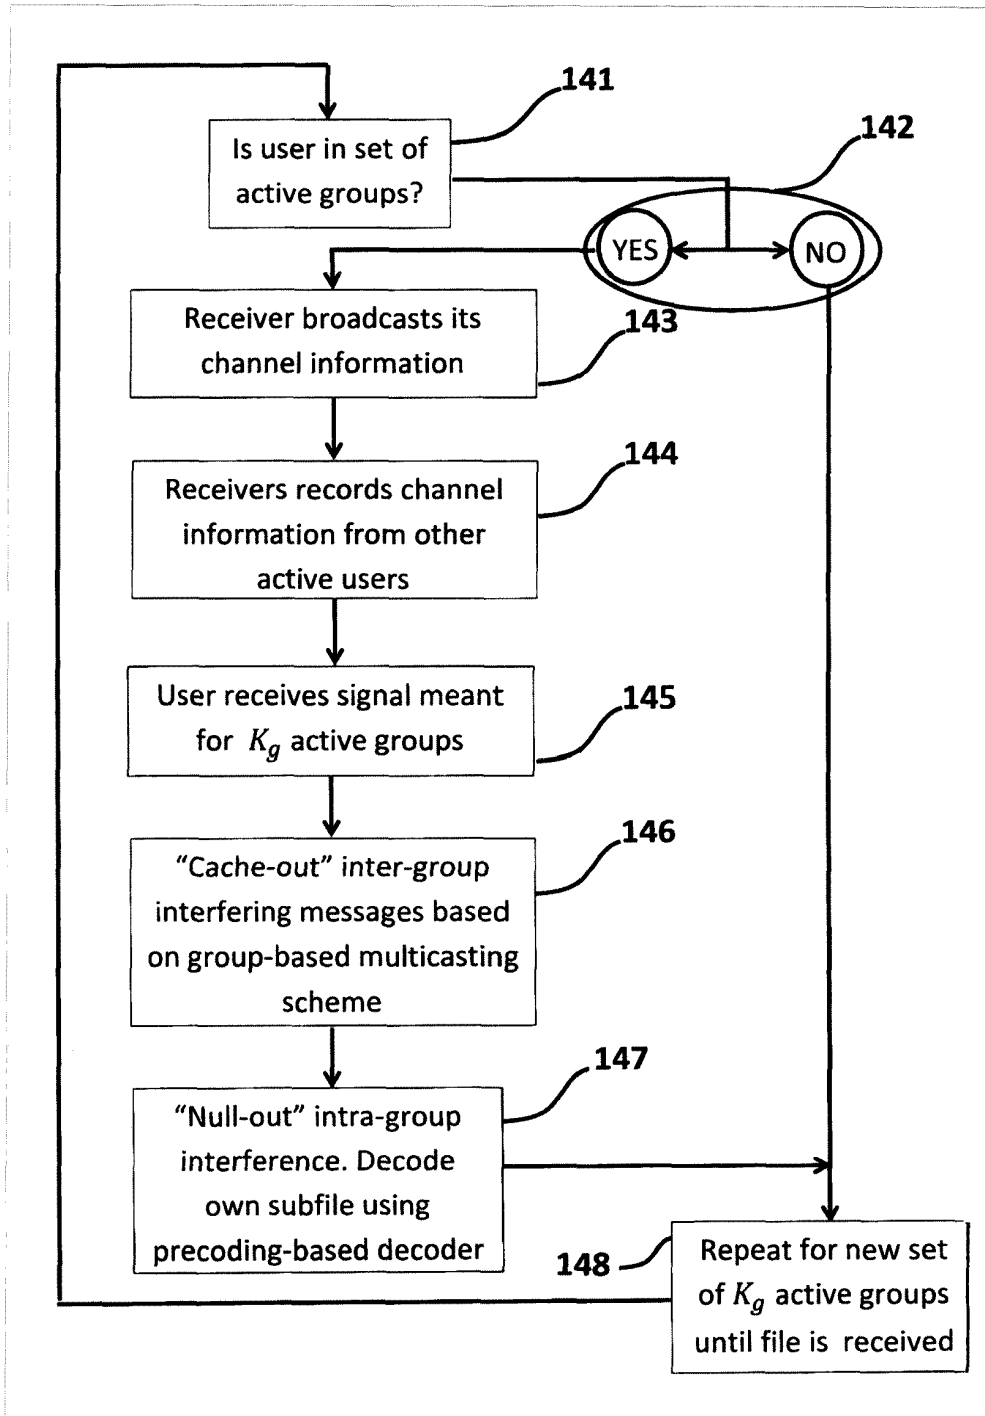 141
Is user in set of
active groups?
142
YES
NO
Receiver broadcasts its
channel information
143
Receivers records channel
information from other
active users
144
User receives signal meant
for K_g active groups
145
“Cache-out” inter-group
interfering messages based
on group-based multicasting
scheme
146
“Null-out” intra-group
interference. Decode
own subfile using
precoding-based decoder
147
148
Repeat for new set
of K_g active groups
until file is received